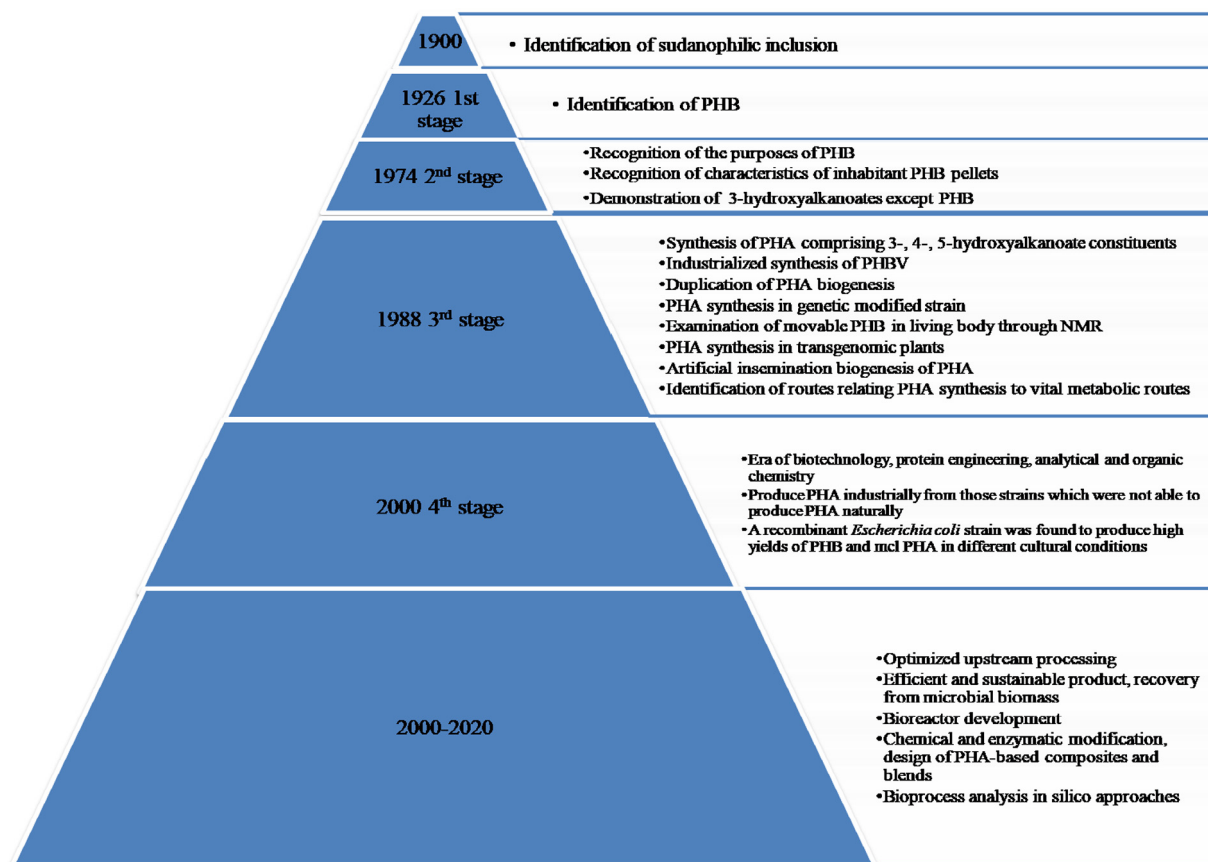 1900
• Identification of sudanophilic inclusion
1926 1st
stage
• Identification of PHB
1974 2nd stage
•Recognition of the purposes of PHB
•Recognition of characteristics of inhabitant PHB pellets
•Demonstration of 3-hydroxyalkanoates except PHB
1988 3rd stage
•Synthesis of PHA comprising 3-, 4-, 5-hydroxyalkanoate constituents
•Industrialized synthesis of PHBV
•Duplication of PHA biogenesis
•PHA synthesis in genetic modified strain
•Examination of movable PHB in living body through NMR
•PHA synthesis in transgenomic plants
•Artificial insemination biogenesis of PHA
•Identification of routes relating PHA synthesis to vital metabolic routes
2000 4th stage
•Era of biotechnology, protein engineering, analytical and organic
chemistry
•Produce PHA industrially from those strains which were not able to
produce PHA naturally
•A recombinant Escherichia coli strain was found to produce high
yields of PHB and mcl PHA in different cultural conditions
2000-2020
•Optimized upstream processing
•Efficient and sustainable product, recovery
from microbial biomass
•Bioreactor development
•Chemical and enzymatic modification,
design of PHA-based composites and
blends
•Bioprocess analysis in silico approaches